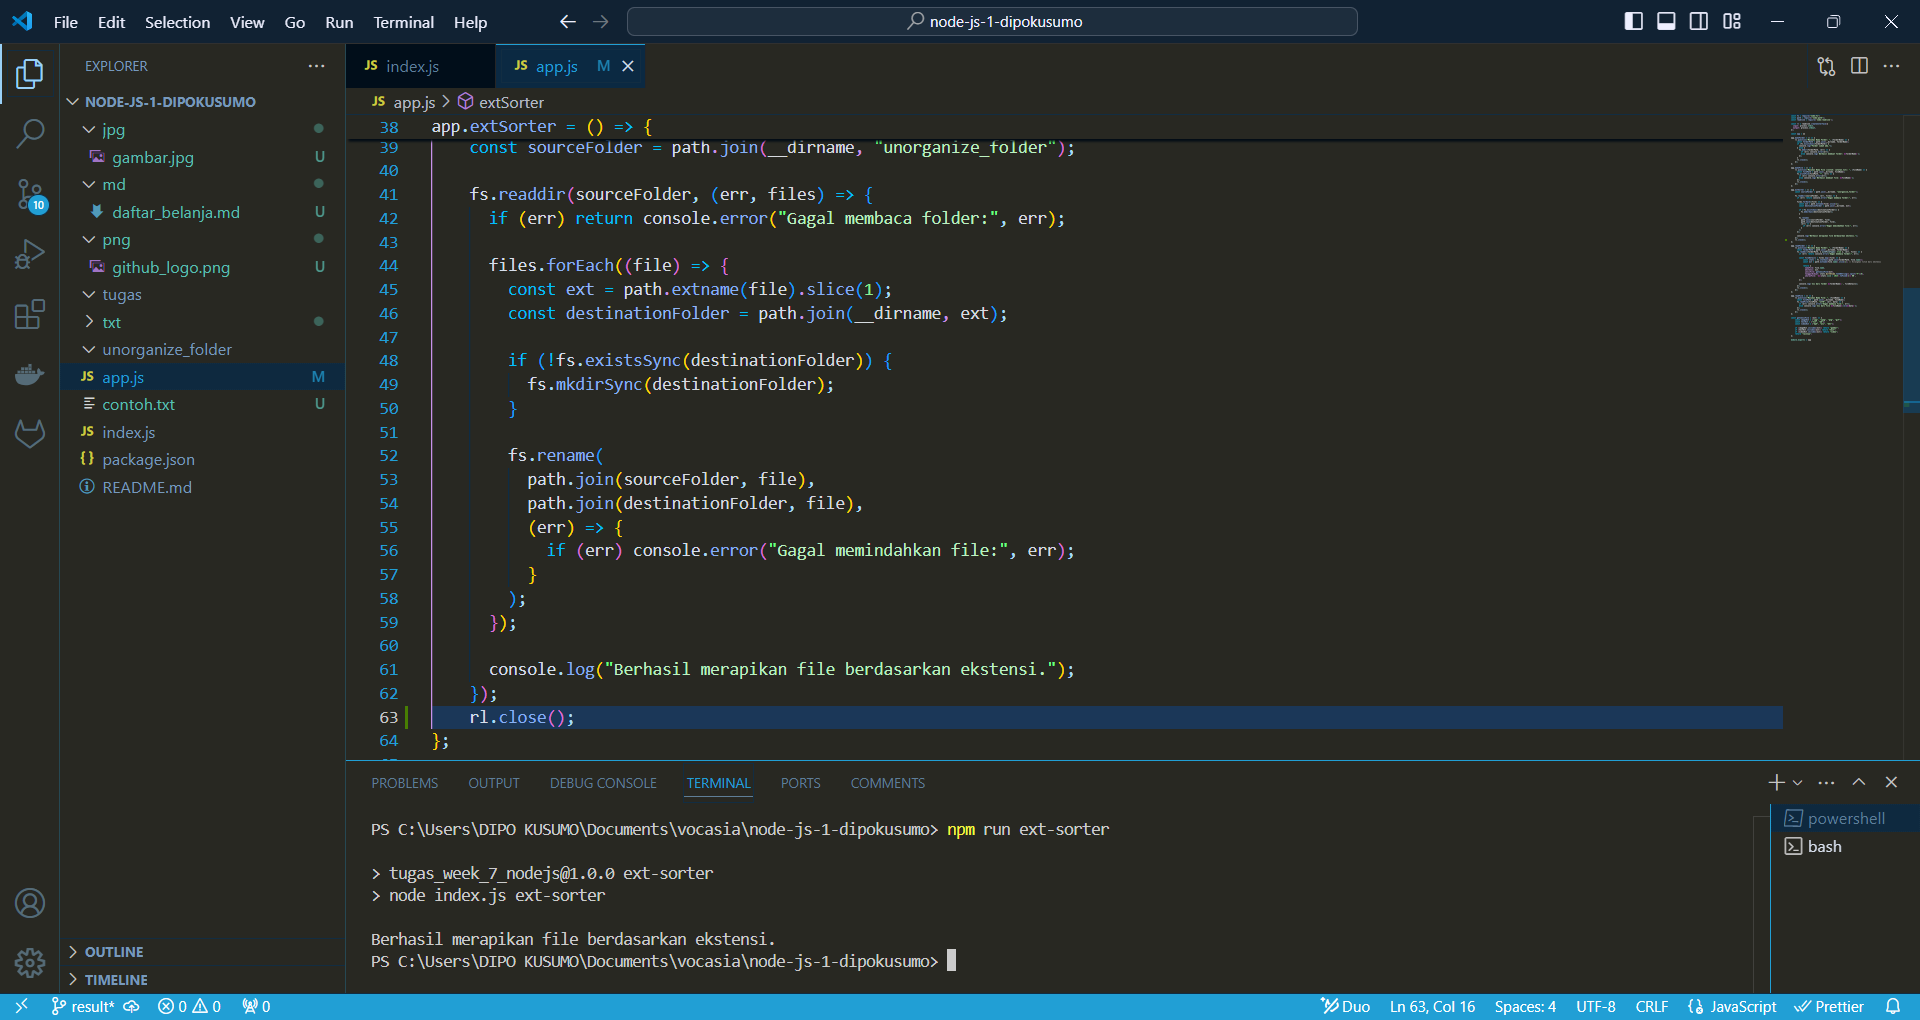 File Edit Selection View Go Run Terminal Help
node-js-1-dipokusumo
EXPLORER
NODE-JS-1-DIPOKUSUMO
jpg
gambar.jpg U
md
daftar_belanja.md U
png
github_logo.png U
tugas
txt
unorganize_folder
JS app.js M
contoh.txt U
JS index.js
{} package.json
README.md
OUTLINE
TIMELINE
10
JS index.js
JS app.js M
JS app.js > extSorter
38 app.extSorter = () => {
39 const sourceFolder = path.join(__dirname, "unorganize_folder");
40
41 fs.readdir(sourceFolder, (err, files) => {
42 if (err) return console.error("Gagal membaca folder:", err);
43
44 files.forEach((file) => {
45 const ext = path.extname(file).slice(1);
46 const destinationFolder = path.join(__dirname, ext);
47
48 if (!fs.existsSync(destinationFolder)) {
49 fs.mkdirSync(destinationFolder);
50 }
51
52 fs.rename(
53 path.join(sourceFolder, file),
54 path.join(destinationFolder, file),
55 (err) => {
56 if (err) console.error("Gagal memindahkan file:", err);
57 }
58 );
59 });
60
61 console.log("Berhasil merapikan file berdasarkan ekstensi.");
62 });
63 rl.close();
64 };
PROBLEMS OUTPUT DEBUG CONSOLE TERMINAL PORTS COMMENTS
PS C:\Users\DIPO KUSUMO\Documents\vocasia\node-js-1-dipokusumo> npm run ext-sorter
> tugas_week_7_nodejs@1.0.0 ext-sorter
> node index.js ext-sorter
Berhasil merapikan file berdasarkan ekstensi.
PS C:\Users\DIPO KUSUMO\Documents\vocasia\node-js-1-dipokusumo>
powershell
bash
result* 0 0 0 Duo Ln 63, Col 16 Spaces: 4 UTF-8 CRLF JavaScript Prettier